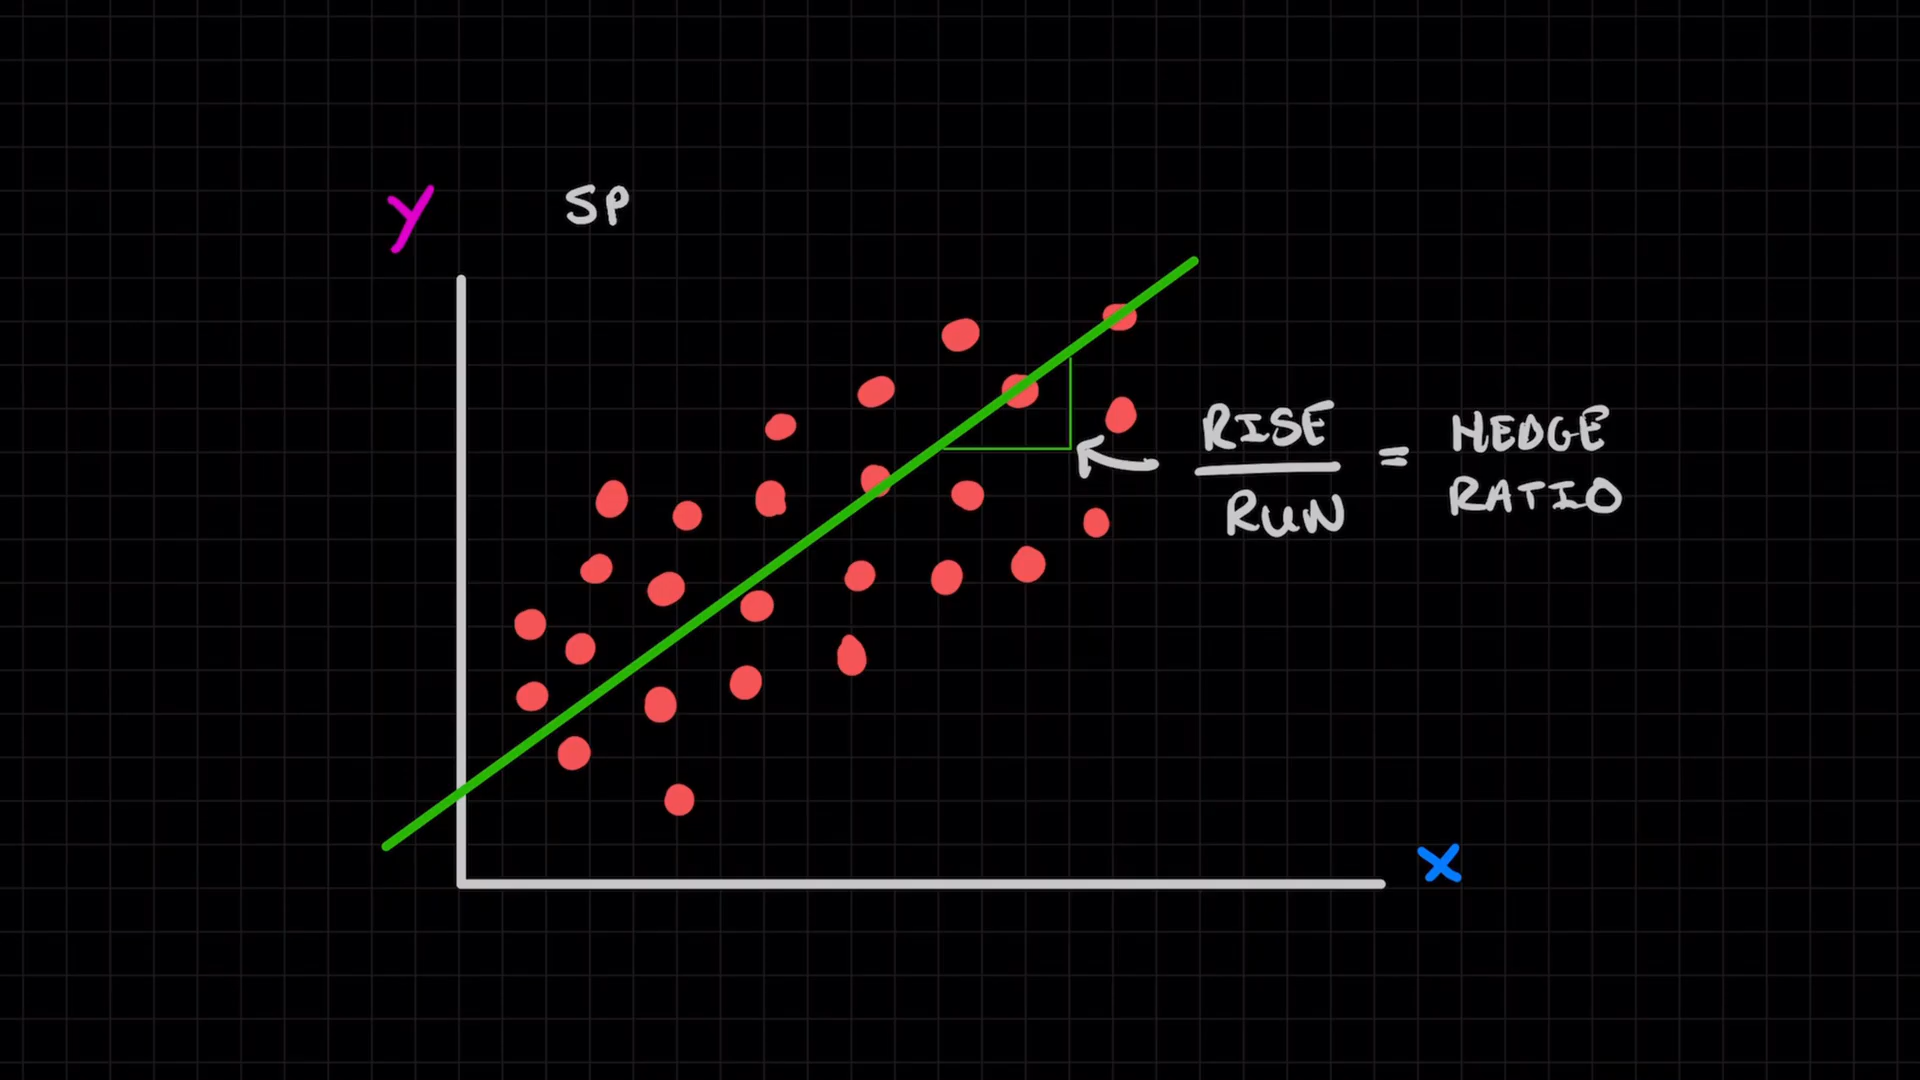 Y
SP
RISE
RUN
=
HEDGE
RATIO
X